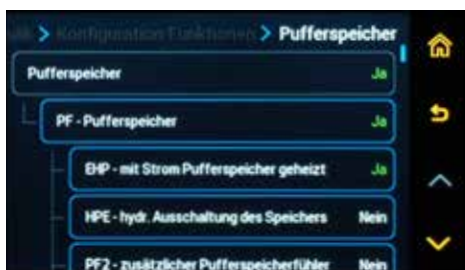 > Konfiguration Funktionen > Pufferspeicher
Pufferspeicher Ja
PF - Pufferspeicher Ja
EHP - mit Strom Pufferspeicher geheizt Ja
HPE - hydr. Ausschaltung des Speichers Nein
PF2 - zusätzlicher Pufferspeicherfühler Nein